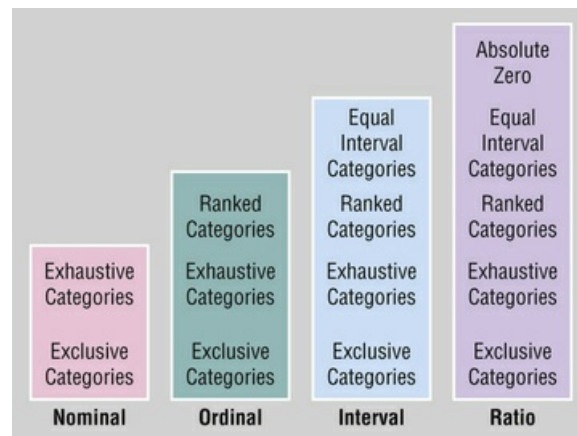 Exhaustive
Categories
Exclusive
Categories
Nominal
Ranked
Categories
Exhaustive
Categories
Exclusive
Categories
Ordinal
Equal
Interval
Categories
Ranked
Categories
Exhaustive
Categories
Exclusive
Categories
Interval
Absolute
Zero
Equal
Interval
Categories
Ranked
Categories
Exhaustive
Categories
Exclusive
Categories
Ratio